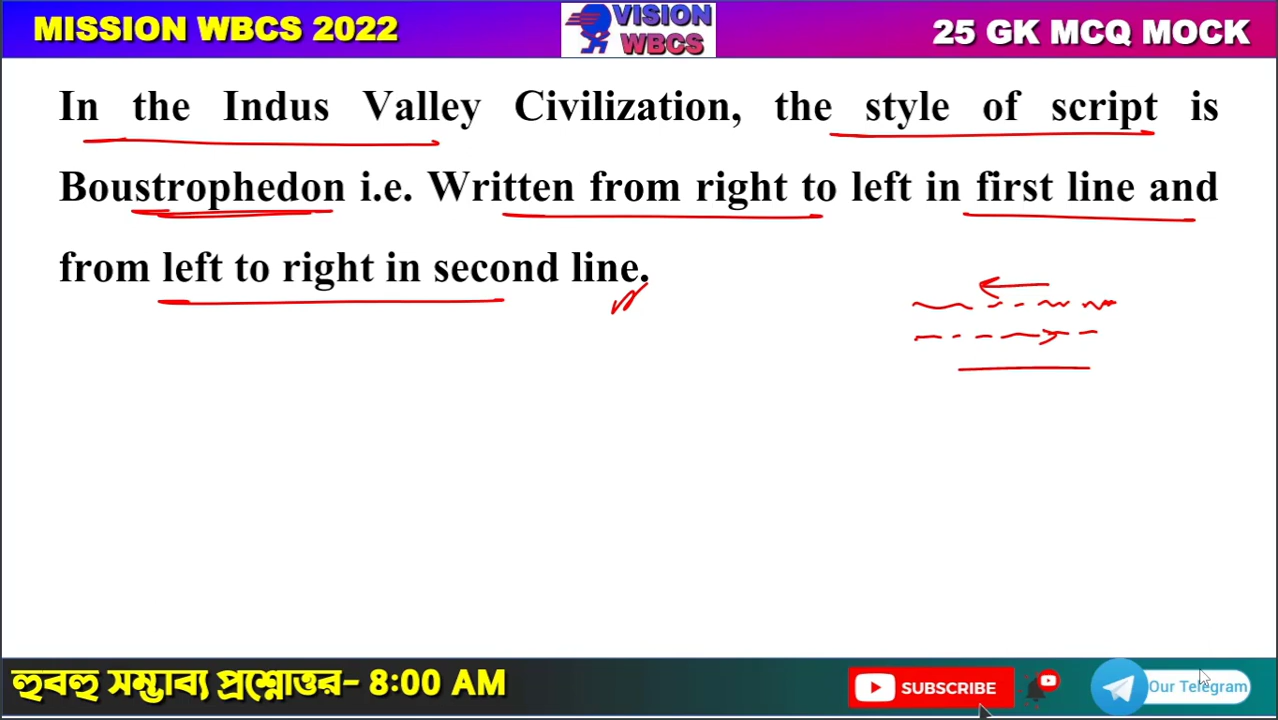 MISSION WBCS 2022
VISION
WBCS
25 GK MCQ MOCK
In the Indus Valley Civilization, the style of script is
Boustrophedon i.e. Written from right to left in first line and
from left to right in second line.
হুবহু সম্ভাব্য প্রশ্নোত্তর- 8:00 AM
SUBSCRIBE
Our Telegram